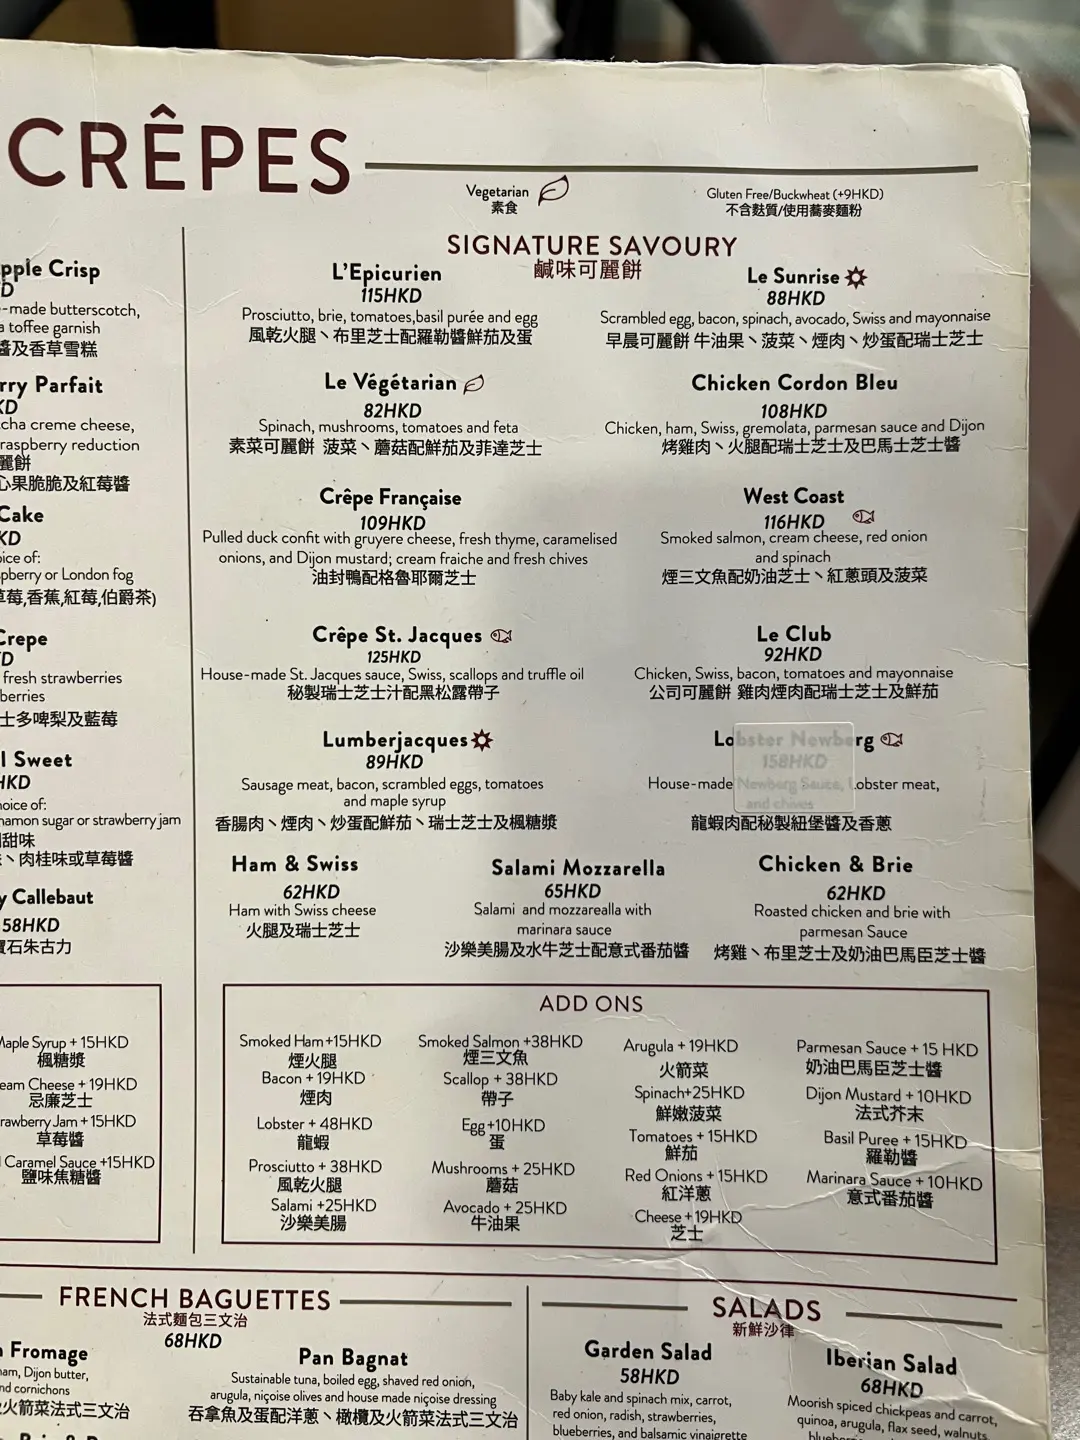 CRÊPES
Vegetarian
素食
Gluten Free/Buckwheat (+9HKD)
不含麩質/使用蕎麥麵粉
pple Crisp
D
-made butterscotch,
a toffee garnish
醬及香草雪糕
rry Parfait
KD
cha creme cheese,
raspberry reduction
麗餅
心果脆脆及紅莓醬
Cake
KD
oice of:
spberry or London fog
草莓,香蕉,紅莓,伯爵茶)
Crepe
D
fresh strawberries
berries
士多啤梨及藍莓
l Sweet
HKD
hoice of:
nnamon sugar or strawberry jam
甜味
、肉桂味或草莓醬
y Callebaut
58HKD
寶石朱古力
Maple Syrup + 15HKD
楓糖漿
eam Cheese + 19HKD
忌廉芝士
rawberry Jam + 15HKD
草莓醬
Caramel Sauce +15HKD
鹽味焦糖醬
SIGNATURE SAVOURY
鹹味可麗餅
L'Epicurien
115HKD
Prosciutto, brie, tomatoes,basil purée and egg
風乾火腿、布里芝士配羅勒醬鮮茄及蛋
Le Sunrise
88HKD
Scrambled egg, bacon, spinach, avocado, Swiss and mayonnaise
早晨可麗餅 牛油果、菠菜、煙肉、炒蛋配瑞士芝士
Le Végétarian
82HKD
Spinach, mushrooms, tomatoes and feta
素菜可麗餅 菠菜、蘑菇配鮮茄及菲達芝士
Chicken Cordon Bleu
108HKD
Chicken, ham, Swiss, gremolata, parmesan sauce and Dijon
烤雞肉、火腿配瑞士芝士及巴馬士芝士醬
Crêpe Française
109HKD
Pulled duck confit with gruyere cheese, fresh thyme, caramelised
onions, and Dijon mustard; cream fraiche and fresh chives
油封鴨配格魯耶爾芝士
West Coast
116HKD
Smoked salmon, cream cheese, red onion
and spinach
煙三文魚配奶油芝士、紅蔥頭及菠菜
Crêpe St. Jacques
125HKD
House-made St. Jacques sauce, Swiss, scallops and truffle oil
秘製瑞士芝士汁配黑松露帶子
Le Club
92HKD
Chicken, Swiss, bacon, tomatoes and mayonnaise
公司可麗餅 雞肉煙肉配瑞士芝士及鮮茄
Lumberjacques
89HKD
Sausage meat, bacon, scrambled eggs, tomatoes
and maple syrup
香腸肉、煙肉、炒蛋配鮮茄、瑞士芝士及楓糖漿
Lobster Newberg
158HKD
House-made Newberg Sauce, Lobster meat,
and chives
龍蝦肉配秘製紐堡醬及香蔥
Ham & Swiss
62HKD
Ham with Swiss cheese
火腿及瑞士芝士
Salami Mozzarella
65HKD
Salami and mozzarealla with
marinara sauce
沙樂美腸及水牛芝士配意式番茄醬
Chicken & Brie
62HKD
Roasted chicken and brie with
parmesan Sauce
烤雞、布里芝士及奶油巴馬臣芝士醬
ADD ONS
Smoked Ham +15HKD
煙火腿
Bacon + 19HKD
煙肉
Lobster + 48HKD
龍蝦
Prosciutto + 38HKD
風乾火腿
Salami +25HKD
沙樂美腸
Smoked Salmon +38HKD
煙三文魚
Scallop + 38HKD
帶子
Egg+10HKD
蛋
Mushrooms + 25HKD
蘑菇
Avocado + 25HKD
牛油果
Arugula + 19HKD
火箭菜
Spinach+25HKD
鮮嫩菠菜
Tomatoes + 15HKD
鮮茄
Red Onions + 15HKD
紅洋蔥
Cheese + 19HKD
芝士
Parmesan Sauce + 15 HKD
奶油巴馬臣芝士醬
Dijon Mustard + 10HKD
法式芥末
Basil Puree + 15HKD
羅勒醬
Marinara Sauce + 10HKD
意式番茄醬
FRENCH BAGUETTES
法式麵包三文治
68HKD
n Fromage
ham, Dijon butter,
nd cornichons
火箭菜法式三文治
Pan Bagnat
Sustainable tuna, boiled egg, shaved red onion,
arugula, niçoise olives and house made niçoise dressing
吞拿魚及蛋配洋蔥、橄欖及火箭菜法式三文治
SALADS
新鮮沙律
Garden Salad
58HKD
Baby kale and spinach mix, carrot,
red onion, radish, strawberries,
blueberries, and balsamic vinaigrette
Iberian Salad
68HKD
Moorish spiced chickpeas and carrot,
quinoa, arugula, flax seed, walnuts,